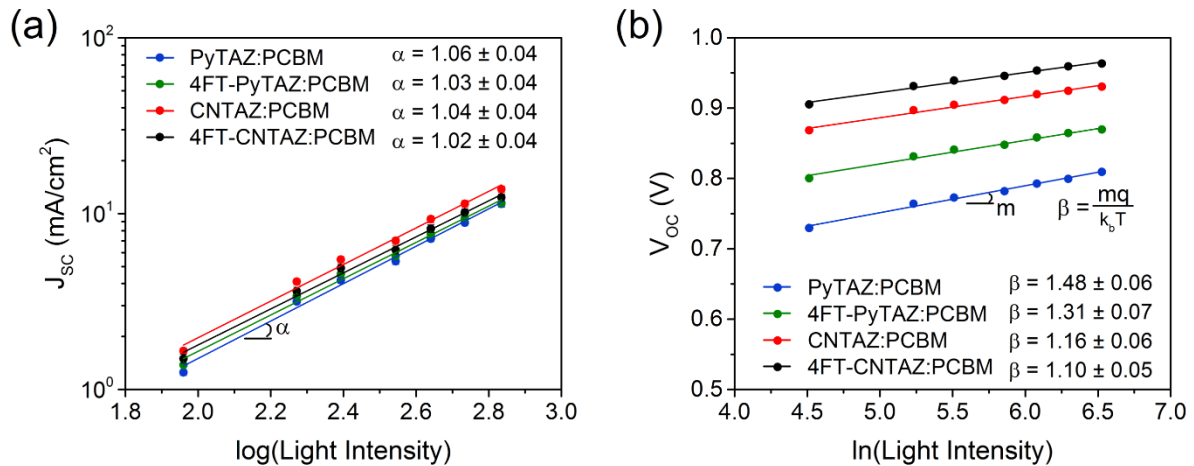 (a)
10²
PyTAZ:PCBM α = 1.06 ± 0.04
4FT-PyTAZ:PCBM α = 1.03 ± 0.04
CNTAZ:PCBM α = 1.04 ± 0.04
4FT-CNTAZ:PCBM α = 1.02 ± 0.04
J_SC (mA/cm²)
10¹
α
10⁰
1.8 2.0 2.2 2.4 2.6 2.8 3.0
log(Light Intensity)
(b)
1.0
0.9
0.8
V_OC (V)
m
β = mq/k_bT
0.7
0.6
0.5
PyTAZ:PCBM β = 1.48 ± 0.06
4FT-PyTAZ:PCBM β = 1.31 ± 0.07
CNTAZ:PCBM β = 1.16 ± 0.06
4FT-CNTAZ:PCBM β = 1.10 ± 0.05
4.0 4.5 5.0 5.5 6.0 6.5 7.0
ln(Light Intensity)